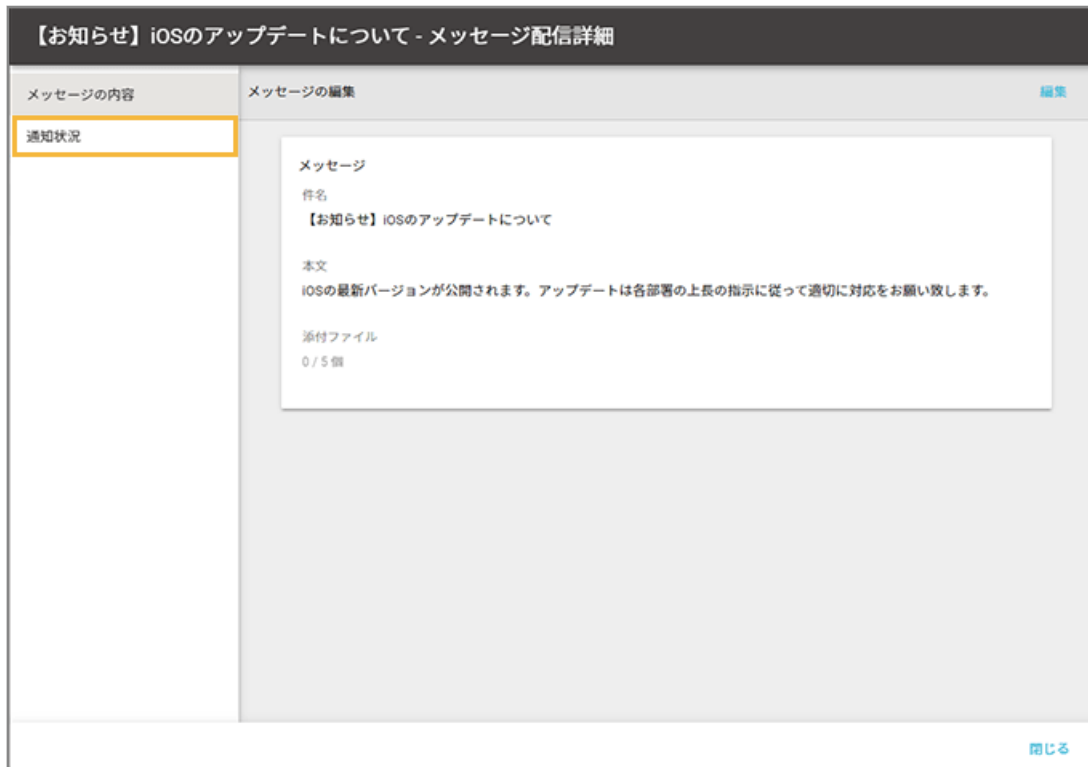 【お知らせ】iOSのアップデートについて - メッセージ配信詳細
メッセージの内容
通知状況
メッセージの編集
編集
メッセージ
件名
【お知らせ】iOSのアップデートについて
本文
iOSの最新バージョンが公開されます。アップデートは各部署の上長の指示に従って適切に対応をお願い致します。
添付ファイル
0 / 5 個
閉じる